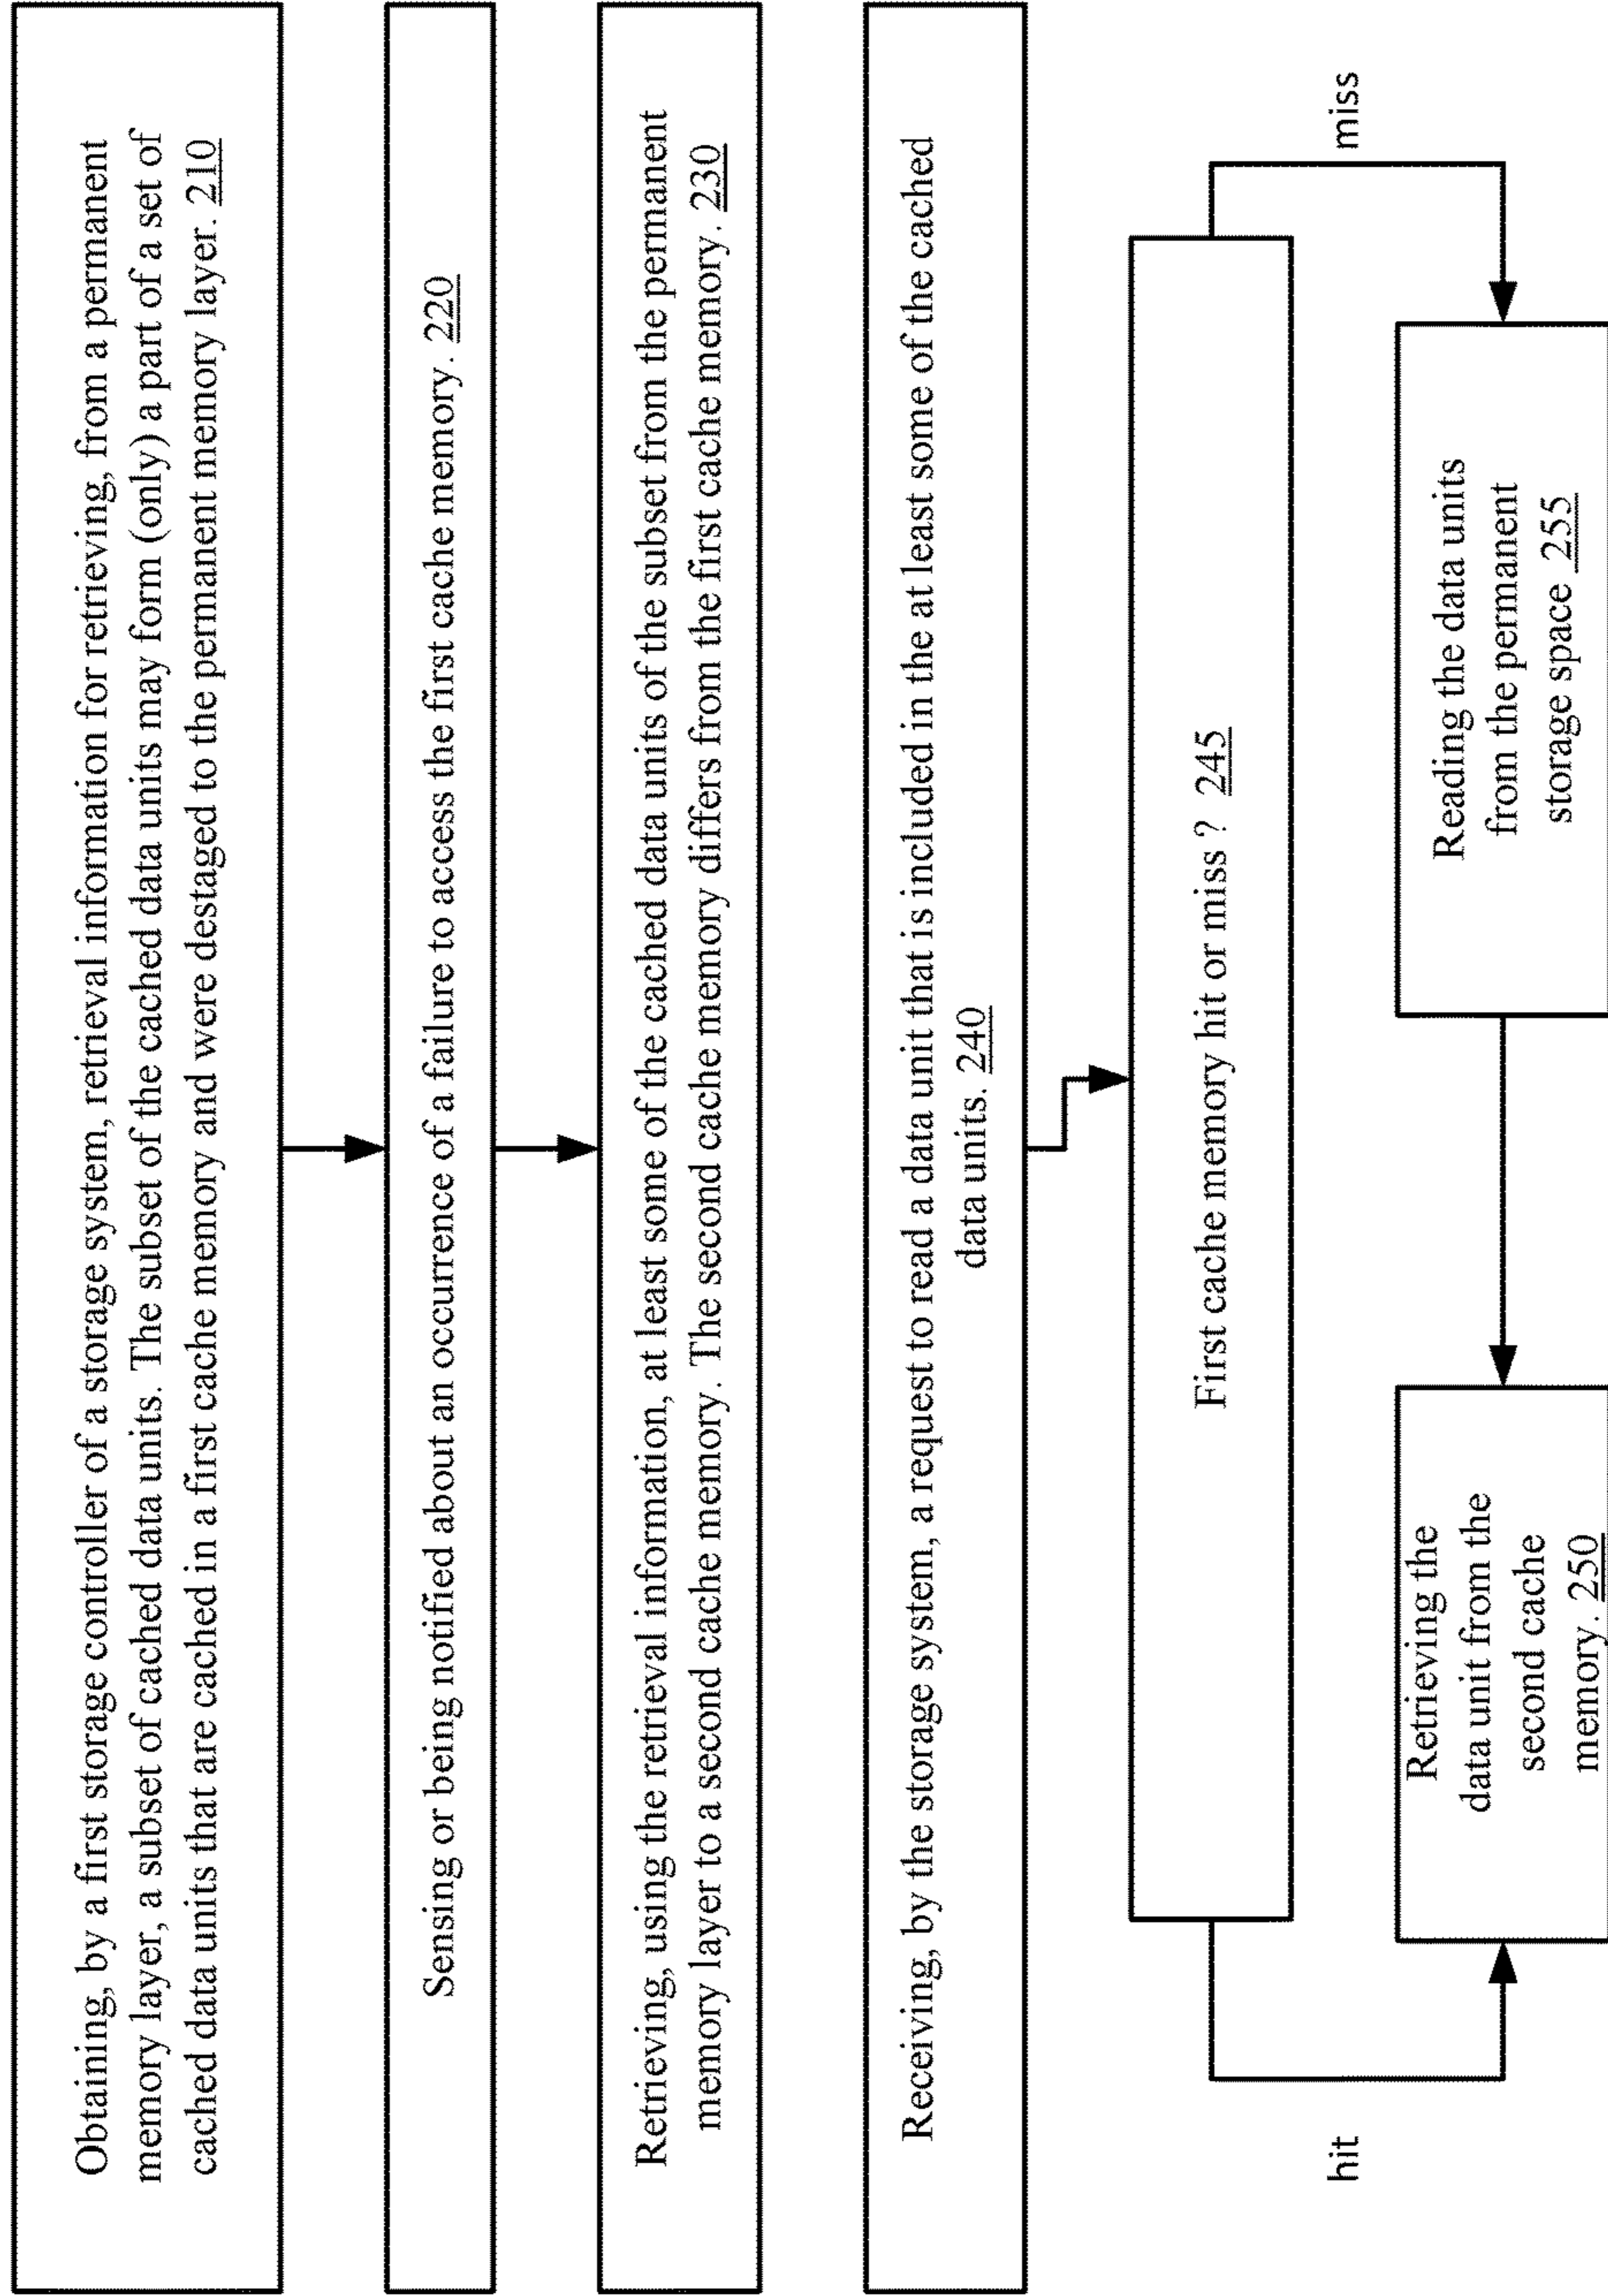 Obtaining, by a first storage controller of a storage system, retrieval information for retrieving, from a permanent
memory layer, a subset of cached data units. The subset of the cached data units may form (only) a part of a set of
cached data units that are cached in a first cache memory and were destaged to the permanent memory layer. 210
Sensing or being notified about an occurrence of a failure to access the first cache memory. 220
Retrieving, using the retrieval information, at least some of the cached data units of the subset from the permanent
memory layer to a second cache memory. The second cache memory differs from the first cache memory. 230
Receiving, by the storage system, a request to read a data unit that is included in the at least some of the cached
data units. 240
First cache memory hit or miss ? 245
hit
miss
Retrieving the
data unit from the
second cache
memory. 250
Reading the data units
from the permanent
storage space 255